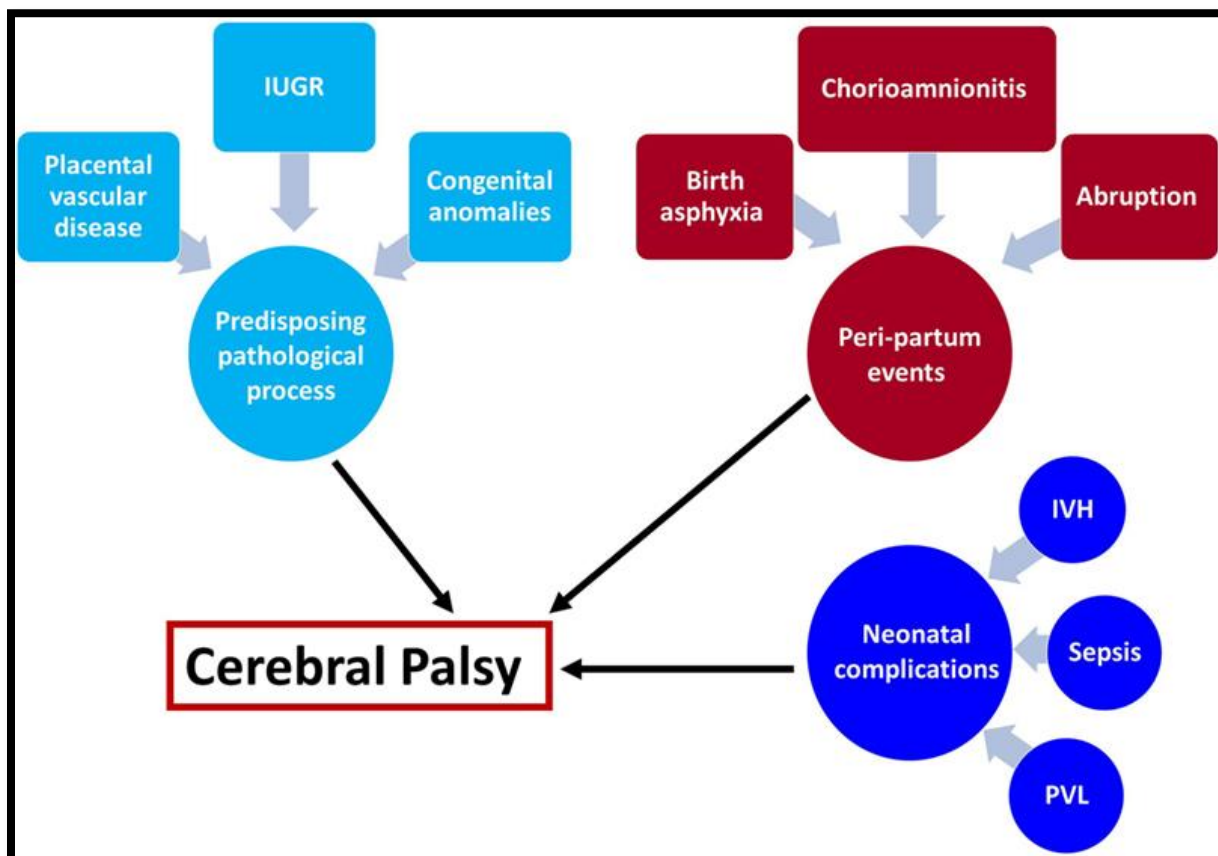 IUGR
Placental
vascular
disease
Congenital
anomalies
Predisposing
pathological
process
Chorioamnionitis
Birth
asphyxia
Abruption
Peri-partum
events
IVH
Neonatal
complications
Sepsis
PVL
Cerebral Palsy